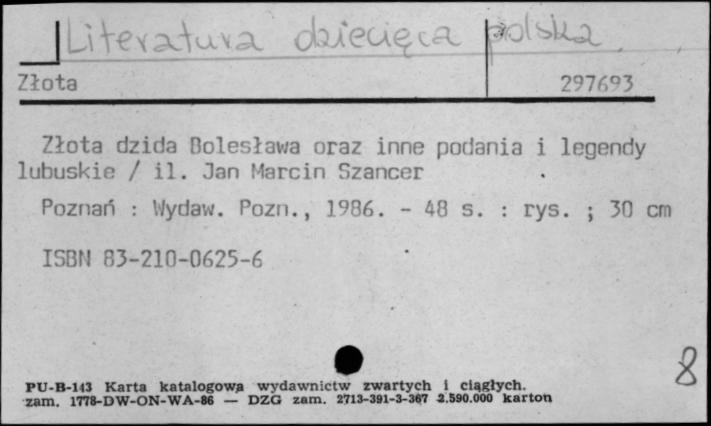 Literatura dziecięca polska
Złota 297693
Złota dzida Bolesława oraz inne podania i legendy
lubuskie / il. Jan Marcin Szancer
Poznań : Wydaw. Pozn., 1986. - 48 s. : rys. ; 30 cm
ISBN 83-210-0625-6
8
PU-B-143 Karta katalogowa wydawnictw zwartych i ciągłych.
zam. 1778-DW-ON-WA-86 — DZG zam. 2713-391-3-367 2.590.000 karton